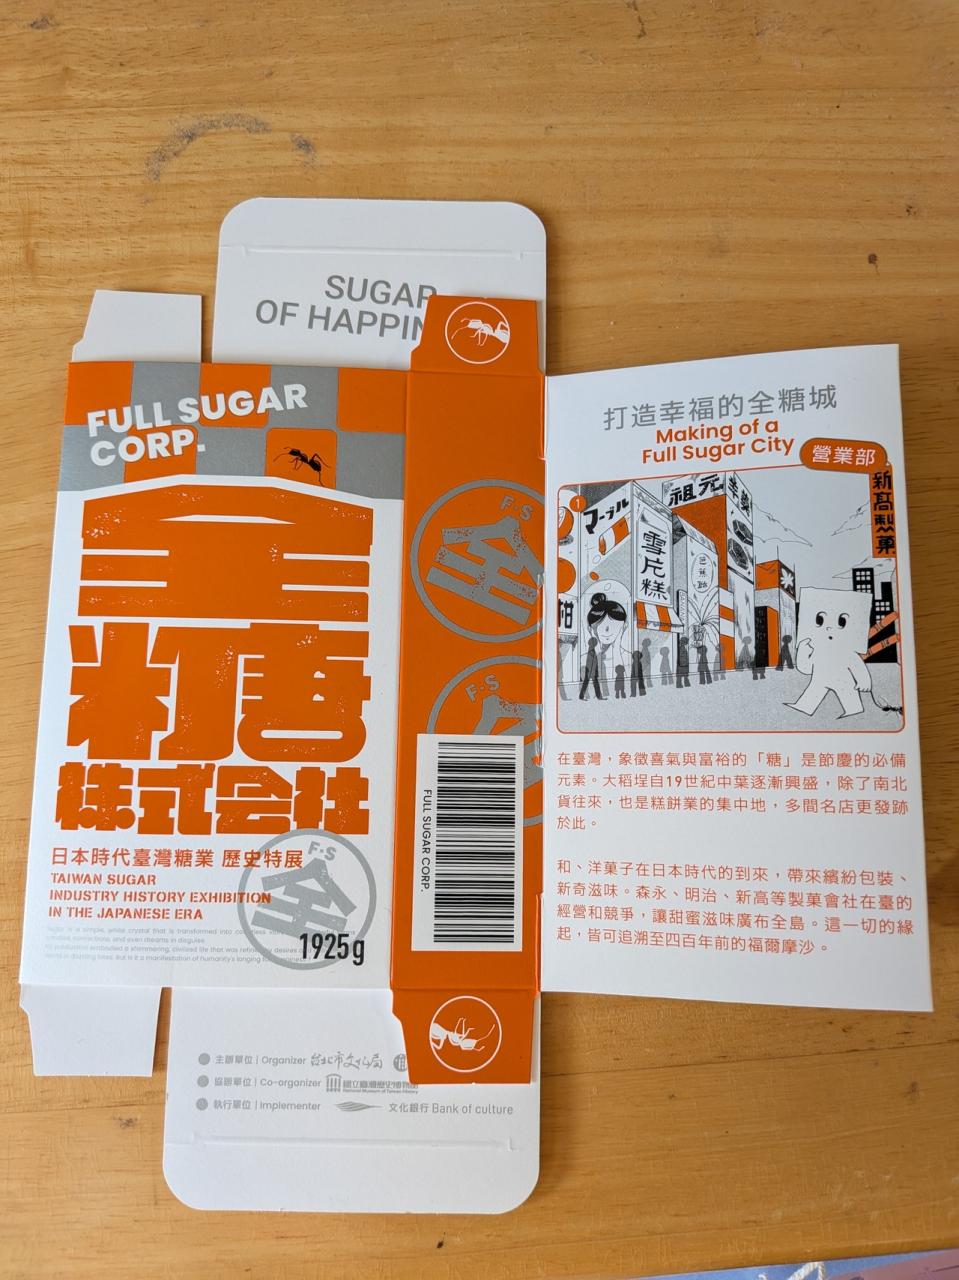 SUGAR
OF HAPPIN
FULL SUGAR
CORP.
全
糖
株式会社
日本時代臺灣糖業 歷史特展
TAIWAN SUGAR
INDUSTRY HISTORY EXHIBITION
IN THE JAPANESE ERA
F·S
全
1925g
F·S
全
F·S
FULL SUGAR CORP.
主辦單位 | Organizer 台北市文化局
協辦單位 | Co-organizer 國立臺灣歷史博物館
National Museum of Taiwan History
執行單位 | Implementer 文化銀行 Bank of culture
打造幸福的全糖城
Making of a
Full Sugar City
營業部
新高製菓
マーブル
祖元
雪片糕
柑
在臺灣,象徵喜氣與富裕的「糖」是節慶的必備
元素。大稻埕自19世紀中葉逐漸興盛,除了南北
貨往來,也是糕餅業的集中地,多間名店更發跡
於此。
和、洋菓子在日本時代的到來,帶來繽紛包裝、
新奇滋味。森永、明治、新高等製菓會社在臺的
經營和競爭,讓甜蜜滋味廣布全島。這一切的緣
起,皆可追溯至四百年前的福爾摩沙。